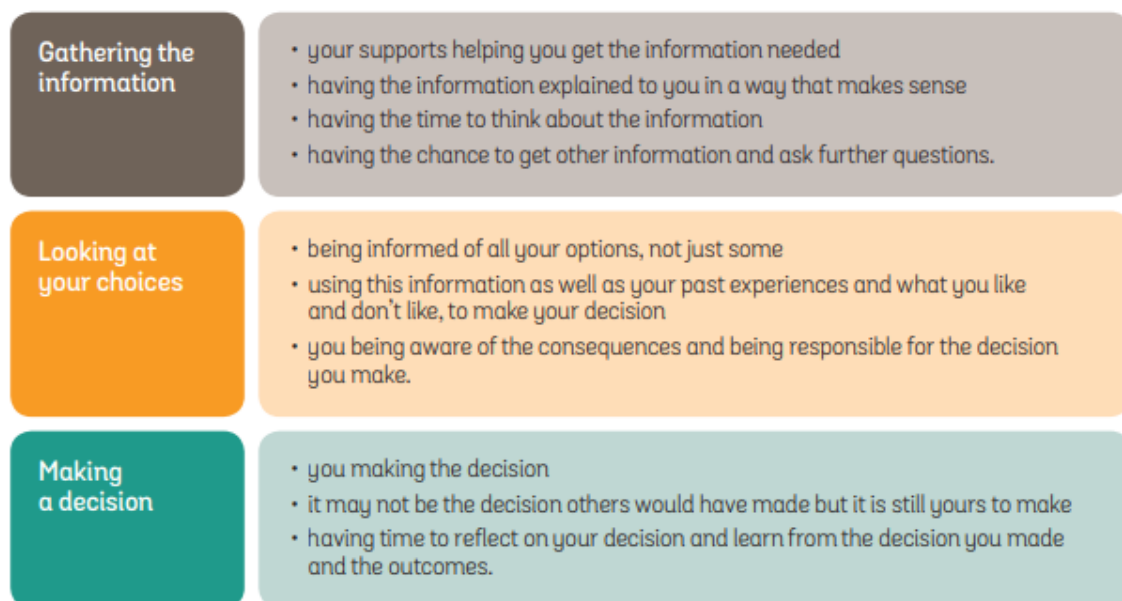 Gathering the
information
• your supports helping you get the information needed
• having the information explained to you in a way that makes sense
• having the time to think about the information
• having the chance to get other information and ask further questions.
Looking at
your choices
• being informed of all your options, not just some
• using this information as well as your past experiences and what you like
and don't like, to make your decision
• you being aware of the consequences and being responsible for the decision
you make.
Making
a decision
• you making the decision
• it may not be the decision others would have made but it is still yours to make
• having time to reflect on your decision and learn from the decision you made
and the outcomes.